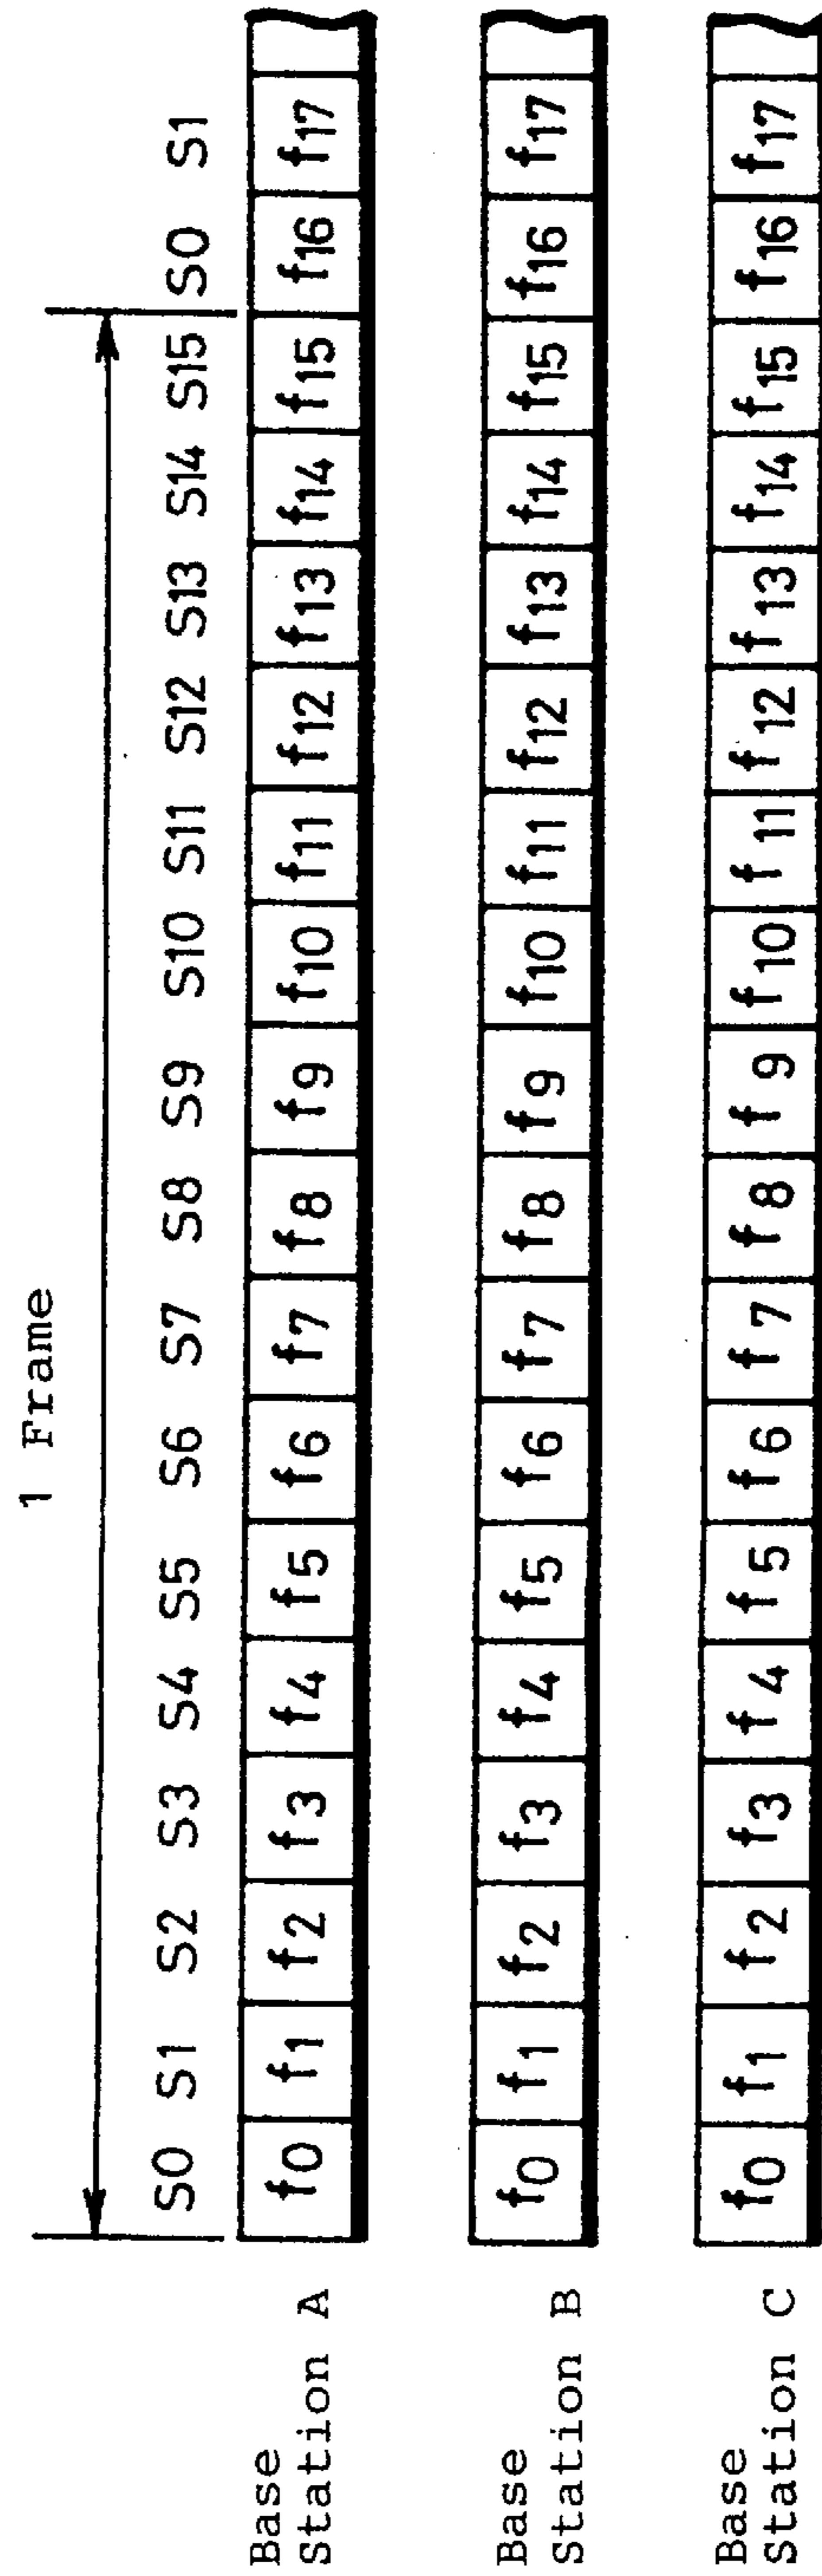 1 Frame
S0 S1 S2 S3 S4 S5 S6 S7 S8 S9 S10 S11 S12 S13 S14 S15 S0 S1
Base
Station A
f0 f1 f2 f3 f4 f5 f6 f7 f8 f9 f10 f11 f12 f13 f14 f15 f16 f17
Base
Station B
f0 f1 f2 f3 f4 f5 f6 f7 f8 f9 f10 f11 f12 f13 f14 f15 f16 f17
Base
Station C
f0 f1 f2 f3 f4 f5 f6 f7 f8 f9 f10 f11 f12 f13 f14 f15 f16 f17